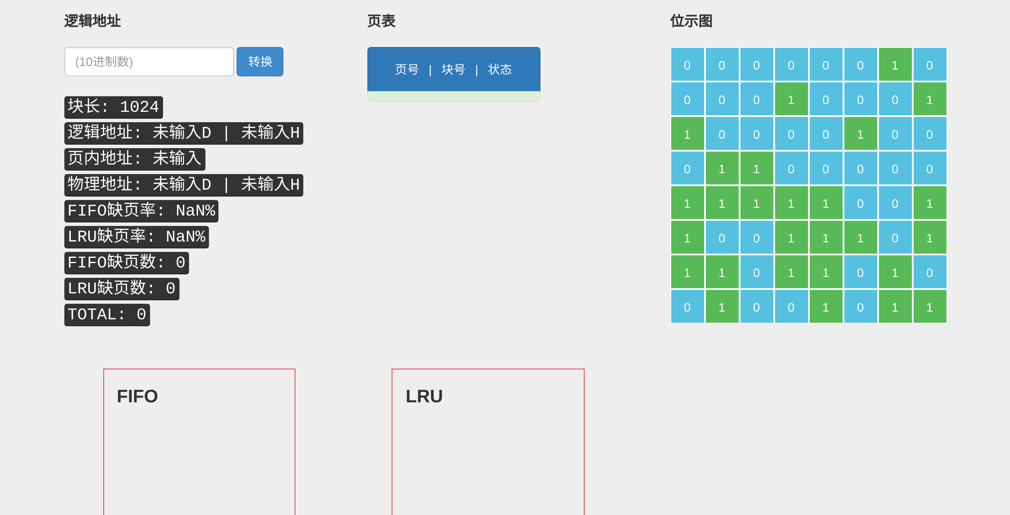 逻辑地址
(10进制数) 转换
块长: 1024
逻辑地址: 未输入D | 未输入H
页内地址: 未输入
物理地址: 未输入D | 未输入H
FIFO缺页率: NaN%
LRU缺页率: NaN%
FIFO缺页数: 0
LRU缺页数: 0
TOTAL: 0
页表
页号 | 块号 | 状态
位示图
0 0 0 0 0 0 1 0
0 0 0 1 0 0 0 1
1 0 0 0 0 1 0 0
0 1 1 0 0 0 0 0
1 1 1 1 1 0 0 1
1 0 0 1 1 1 0 1
1 1 0 1 1 0 1 0
0 1 0 0 1 0 1 1
FIFO
LRU